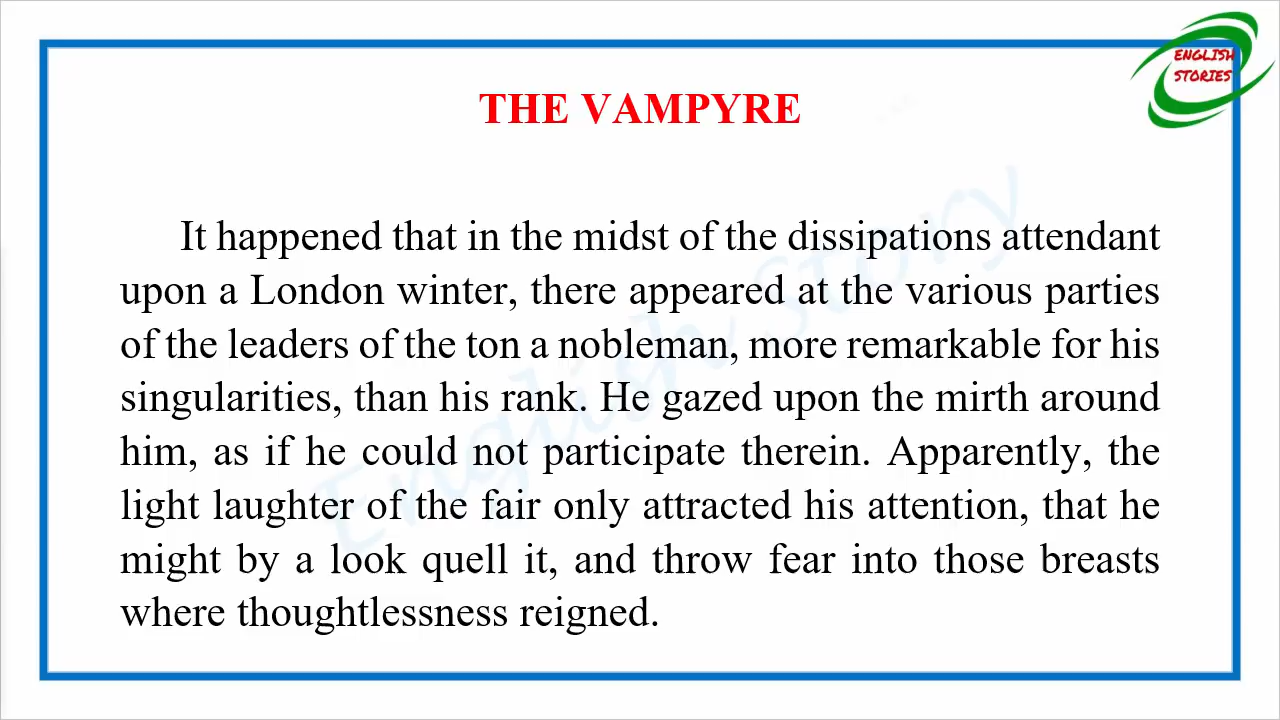 ENGLISH
STORIES
THE VAMPYRE
It happened that in the midst of the dissipations attendant
upon a London winter, there appeared at the various parties
of the leaders of the ton a nobleman, more remarkable for his
singularities, than his rank. He gazed upon the mirth around
him, as if he could not participate therein. Apparently, the
light laughter of the fair only attracted his attention, that he
might by a look quell it, and throw fear into those breasts
where thoughtlessness reigned.
English Story